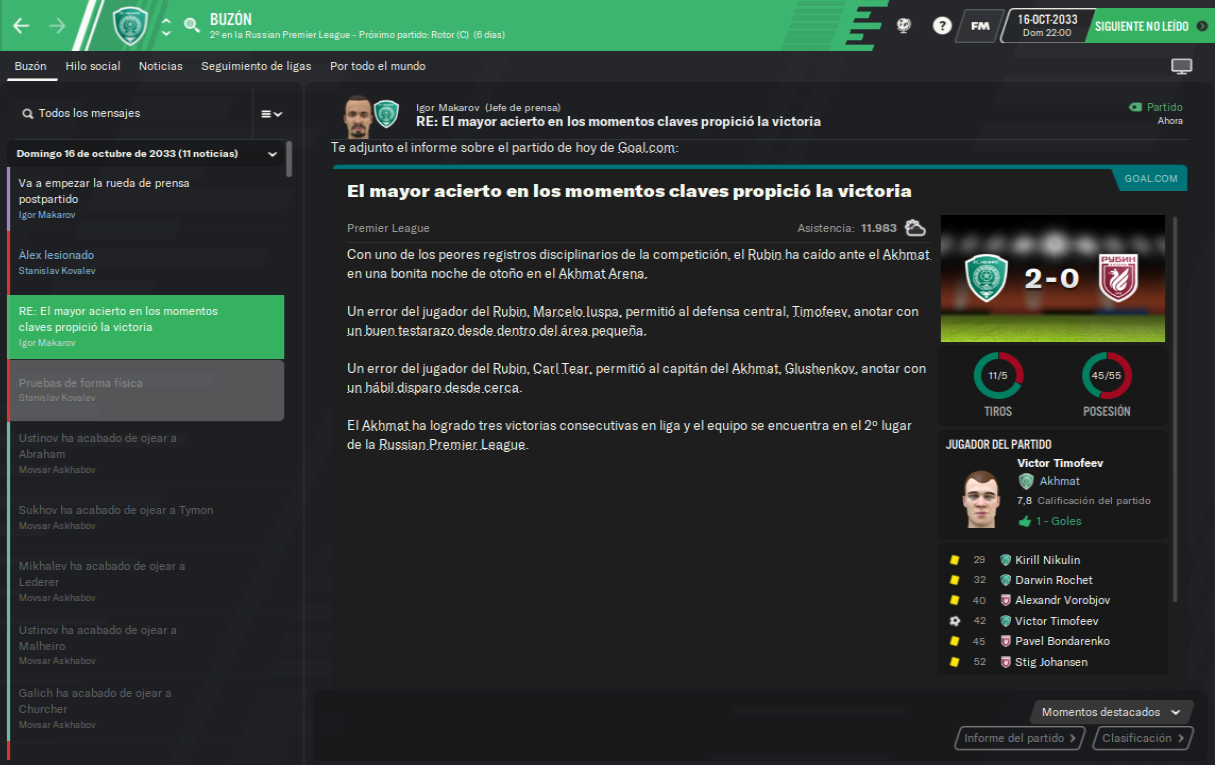 BUZÓN
2º en la Russian Premier League - Próximo partido: Rotor (C) (6 días)
?
FM
16-OCT-2033
Dom 22:00
SIGUIENTE NO LEÍDO
Buzón
Hilo social
Noticias
Seguimiento de ligas
Por todo el mundo
Todos los mensajes
Domingo 16 de octubre de 2033 (11 noticias)
Va a empezar la rueda de prensa
postpartido
Igor Makarov
Àlex lesionado
Stanislav Kovalev
RE: El mayor acierto en los momentos
claves propició la victoria
Igor Makarov
Pruebas de forma física
Stanislav Kovalev
Ustinov ha acabado de ojear a
Abraham
Movsar Askhabov
Sukhov ha acabado de ojear a Tymon
Movsar Askhabov
Mikhalev ha acabado de ojear a
Lederer
Movsar Askhabov
Ustinov ha acabado de ojear a
Malheiro
Movsar Askhabov
Galich ha acabado de ojear a
Churcher
Movsar Askhabov
Igor Makarov (Jefe de prensa)
RE: El mayor acierto en los momentos claves propició la victoria
Partido
Ahora
Te adjunto el informe sobre el partido de hoy de Goal.com:
GOAL.COM
El mayor acierto en los momentos claves propició la victoria
Premier League
Asistencia: 11.983
Con uno de los peores registros disciplinarios de la competición, el Rubin ha caído ante el Akhmat
en una bonita noche de otoño en el Akhmat Arena.
Un error del jugador del Rubin, Marcelo Iuspa, permitió al defensa central, Timofeev, anotar con
un buen testarazo desde dentro del área pequeña.
Un error del jugador del Rubin, Carl Tear, permitió al capitán del Akhmat, Glushenkov, anotar con
un hábil disparo desde cerca.
El Akhmat ha logrado tres victorias consecutivas en liga y el equipo se encuentra en el 2º lugar
de la Russian Premier League.
2-0
РУБИН
11/5
TIROS
45/55
POSESIÓN
JUGADOR DEL PARTIDO
Victor Timofeev
Akhmat
7,8 Calificación del partido
1 - Goles
29 Kirill Nikulin
32 Darwin Rochet
40 Alexandr Vorobjov
42 Victor Timofeev
45 Pavel Bondarenko
52 Stig Johansen
Momentos destacados
Informe del partido
Clasificación